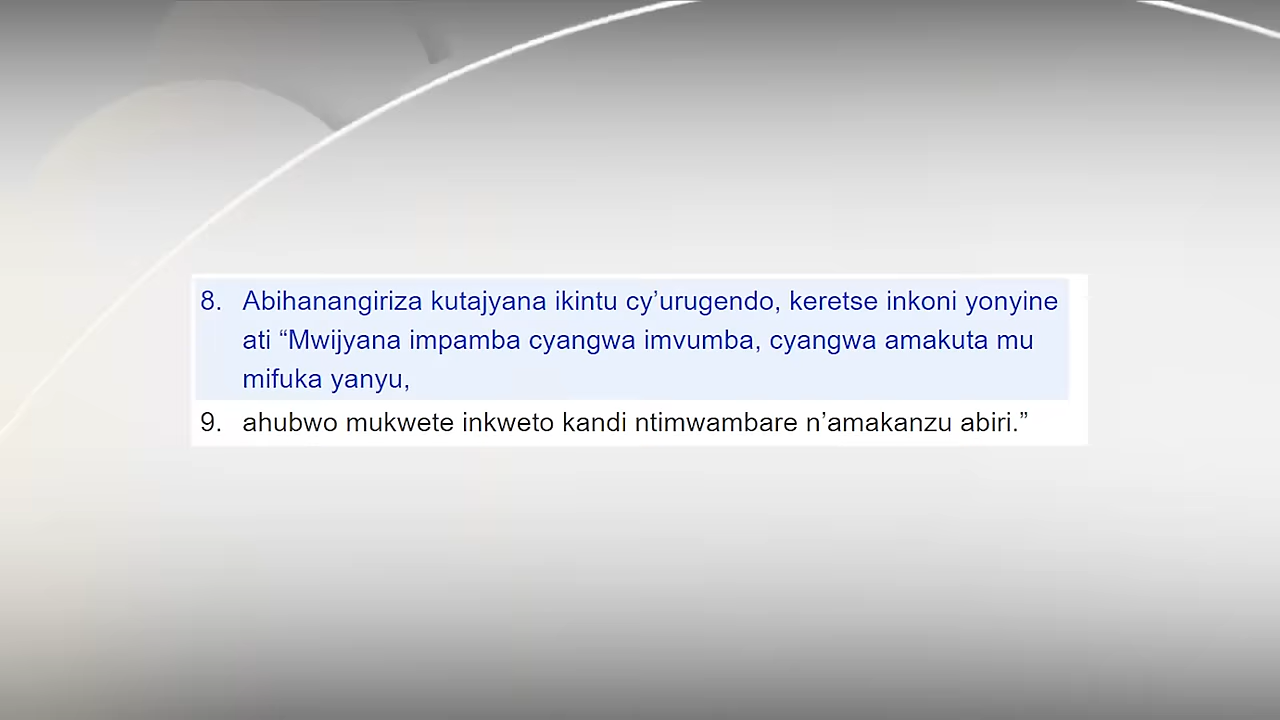 8. Abihanangiriza kutajyana ikintu cy’urugendo, keretse inkoni yonyine
ati “Mwijyana impamba cyangwa imvumba, cyangwa amakuta mu
mifuka yanyu,
9. ahubwo mukwete inkweto kandi ntimwambare n’amakanzu abiri.”